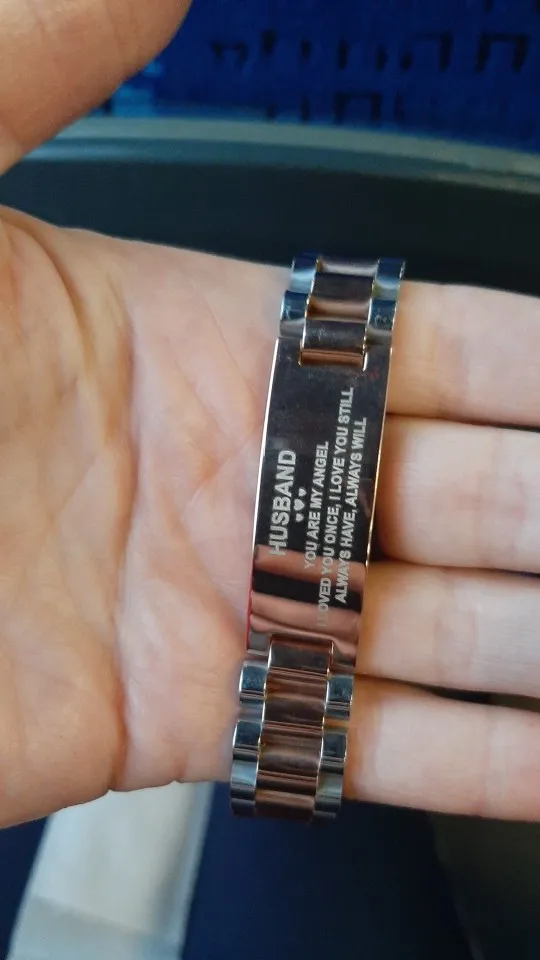 HUSBAND
YOU ARE MY ANGEL
I LOVED YOU ONCE, I LOVE YOU STILL
ALWAYS HAVE, ALWAYS WILL